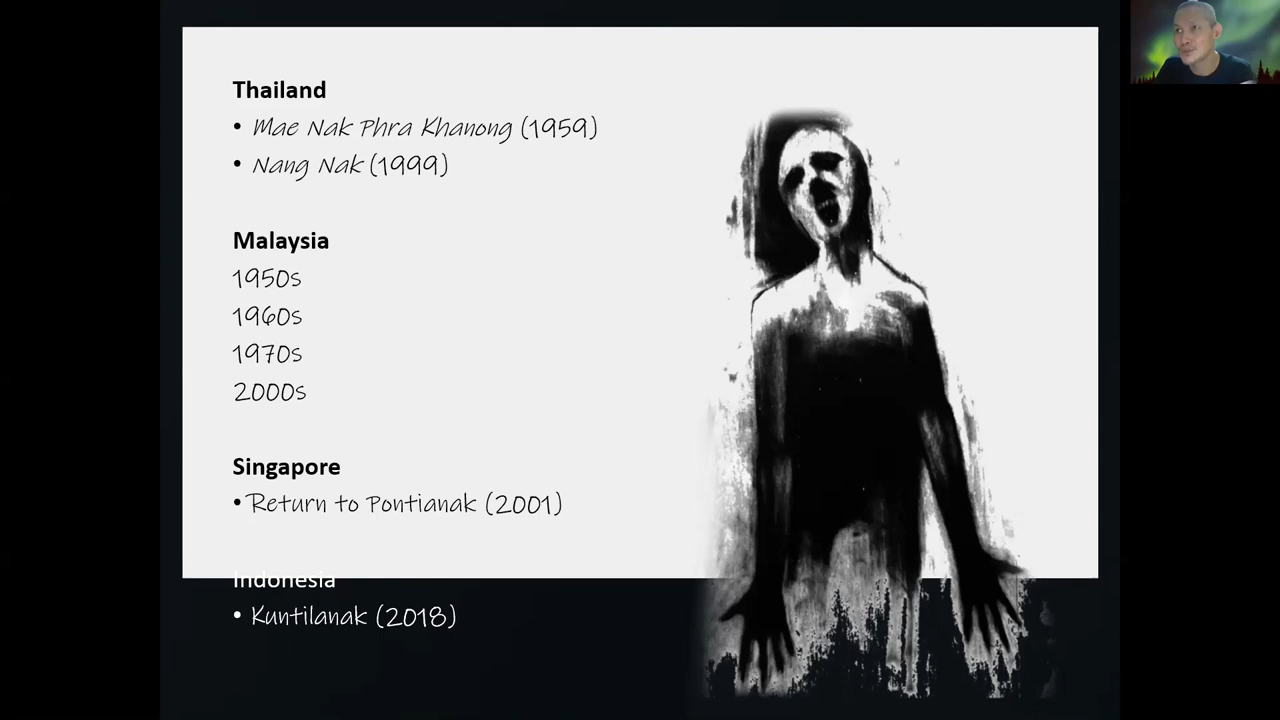 Thailand
• Mae Nak Phra Khanong (1959)
• Nang Nak (1999)
Malaysia
1950s
1960s
1970s
2000s
Singapore
• Return to Pontianak (2001)
Indonesia
• Kuntilanak (2018)